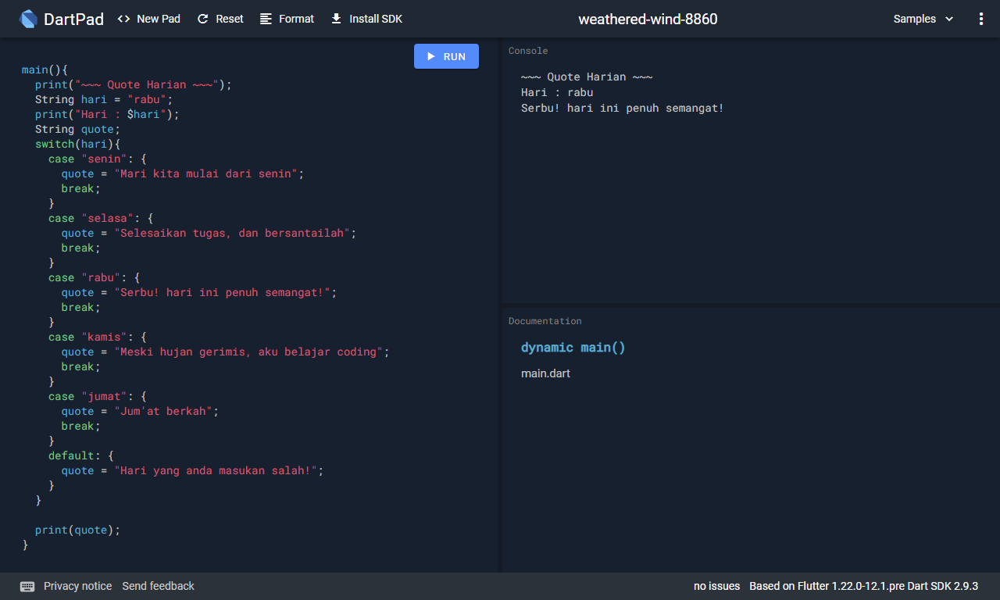 DartPad <> New Pad Reset Format Install SDK weathered-wind-8860 Samples
RUN
main(){
  print("~~~ Quote Harian ~~~");
  String hari = "rabu";
  print("Hari : $hari");
  String quote;
  switch(hari){
    case "senin": {
      quote = "Mari kita mulai dari senin";
      break;
    }
    case "selasa": {
      quote = "Selesaikan tugas, dan bersantailah";
      break;
    }
    case "rabu": {
      quote = "Serbu! hari ini penuh semangat!";
      break;
    }
    case "kamis": {
      quote = "Meski hujan gerimis, aku belajar coding";
      break;
    }
    case "jumat": {
      quote = "Jum'at berkah";
      break;
    }
    default: {
      quote = "Hari yang anda masukan salah!";
    }
  }

  print(quote);
}
Console
~~~ Quote Harian ~~~
Hari : rabu
Serbu! hari ini penuh semangat!
Documentation
dynamic main()
main.dart
Privacy notice Send feedback no issues Based on Flutter 1.22.0-12.1.pre Dart SDK 2.9.3